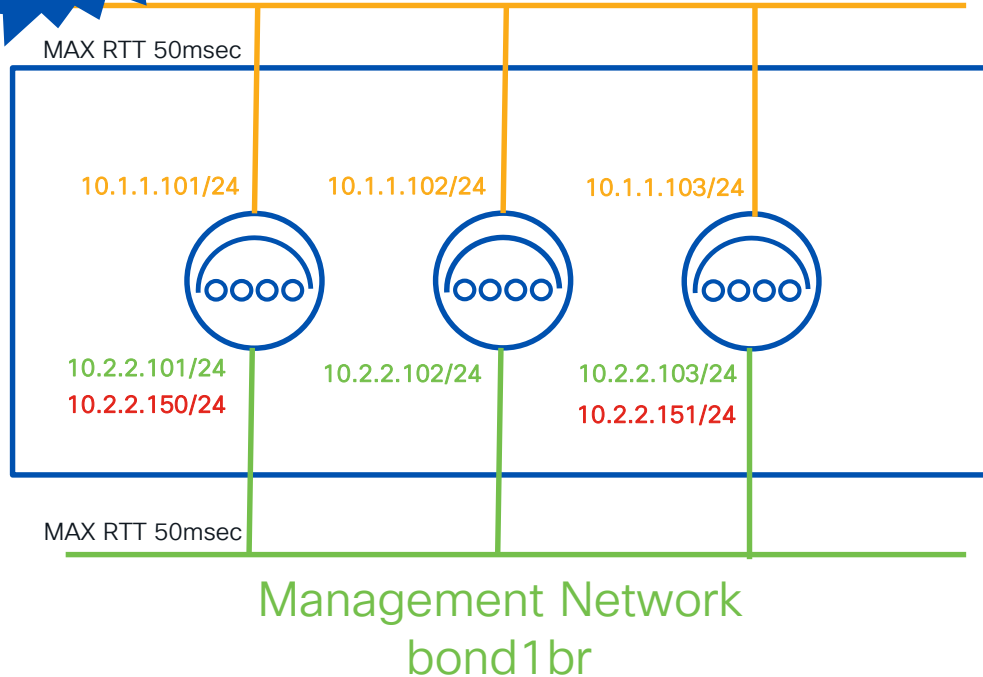 MAX RTT 50msec
10.1.1.101/24
10.1.1.102/24
10.1.1.103/24
10.2.2.101/24
10.2.2.102/24
10.2.2.103/24
10.2.2.150/24
10.2.2.151/24
MAX RTT 50msec
Management Network
bond1br